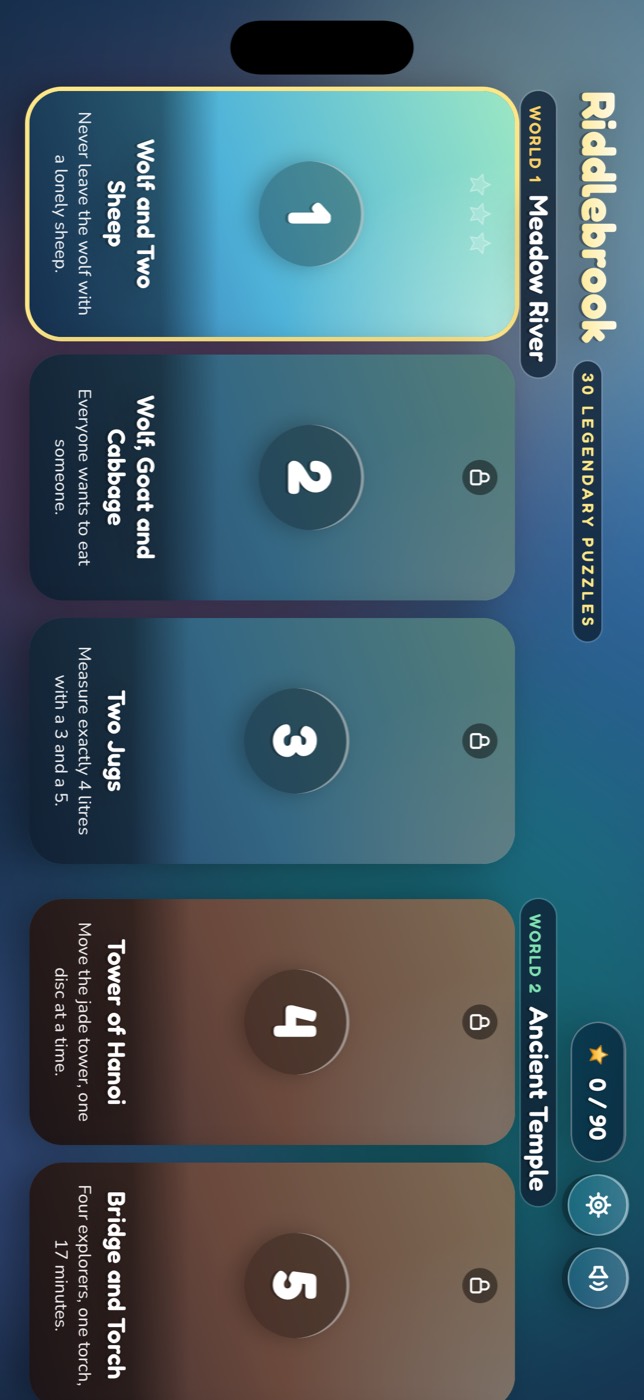 Riddlebrook
30 LEGENDARY PUZZLES
0 / 90
WORLD 1 Meadow River
1
Wolf and Two
Sheep
Never leave the wolf with
a lonely sheep.
2
Wolf, Goat and
Cabbage
Everyone wants to eat
someone.
3
Two Jugs
Measure exactly 4 litres
with a 3 and a 5.
WORLD 2 Ancient Temple
4
Tower of Hanoi
Move the jade tower, one
disc at a time.
5
Bridge and Torch
Four explorers, one torch,
17 minutes.